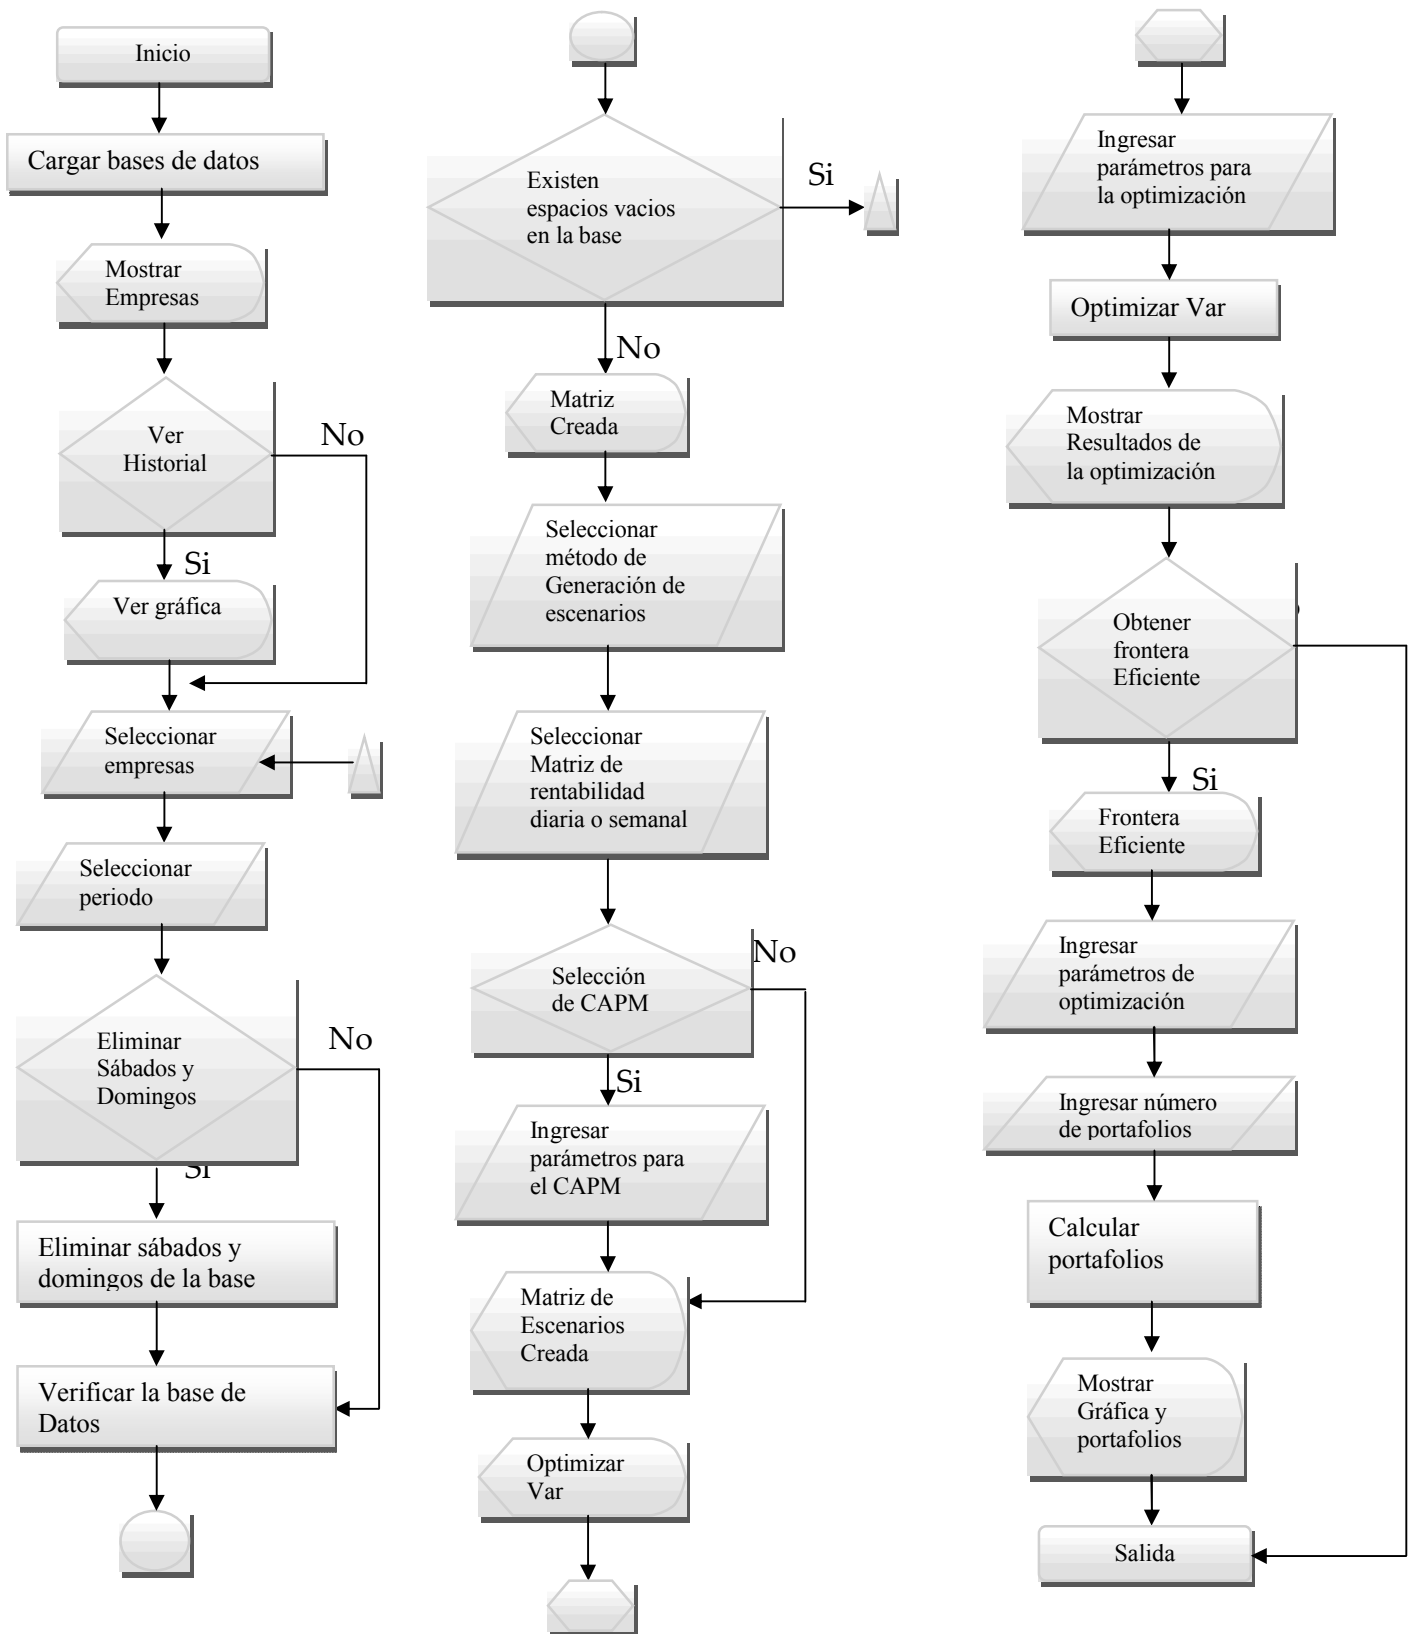 Inicio
Cargar bases de datos
Mostrar
Empresas
Ver
Historial
No
Si
Ver gráfica
Seleccionar
empresas
Seleccionar
periodo
Eliminar
Sábados y
Domingos
No
Si
Eliminar sábados y
domingos de la base
Verificar la base de
Datos
Existen
espacios vacios
en la base
Si
No
Matriz
Creada
Seleccionar
método de
Generación de
escenarios
Seleccionar
Matriz de
rentabilidad
diaria o semanal
Selección
de CAPM
No
Si
Ingresar
parámetros para
el CAPM
Matriz de
Escenarios
Creada
Optimizar
Var
Ingresar
parámetros para
la optimización
Optimizar Var
Mostrar
Resultados de
la optimización
Obtener
frontera
Eficiente
Si
Frontera
Eficiente
Ingresar
parámetros de
optimización
Ingresar número
de portafolios
Calcular
portafolios
Mostrar
Gráfica y
portafolios
Salida